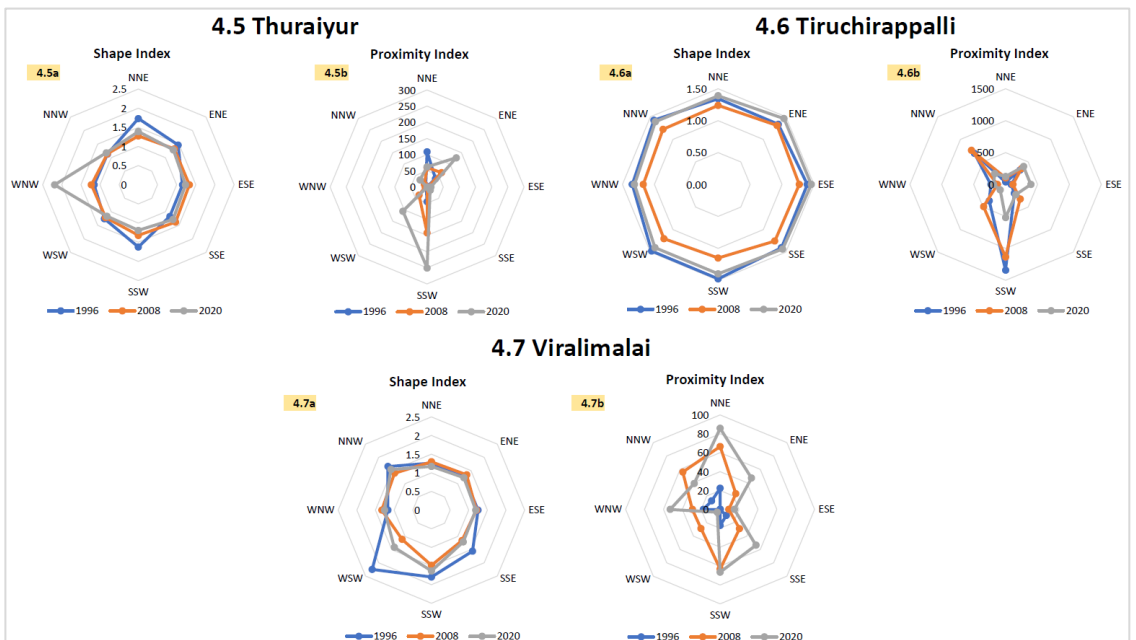 4.5 Thuraiyur
Shape Index
4.5a
NNE
2.5
2
1.5
1
0.5
0
NNW
ENE
WNW
ESE
WSW
SSE
SSW
1996 2008 2020
Proximity Index
4.5b
NNE
300
250
200
150
100
50
0
NNW
ENE
WNW
ESE
WSW
SSE
SSW
1996 2008 2020
4.6 Tiruchirappalli
Shape Index
4.6a
NNE
1.50
1.00
0.50
0.00
NNW
ENE
WNW
ESE
WSW
SSE
SSW
1996 2008 2020
Proximity Index
4.6b
NNE
1500
1000
500
0
NNW
ENE
WNW
ESE
WSW
SSE
SSW
1996 2008 2020
4.7 Viralimalai
Shape Index
4.7a
NNE
2.5
2
1.5
1
0.5
0
NNW
ENE
WNW
ESE
WSW
SSE
SSW
1996 2008 2020
Proximity Index
4.7b
NNE
100
80
60
40
20
0
NNW
ENE
WNW
ESE
WSW
SSE
SSW
1996 2008 2020